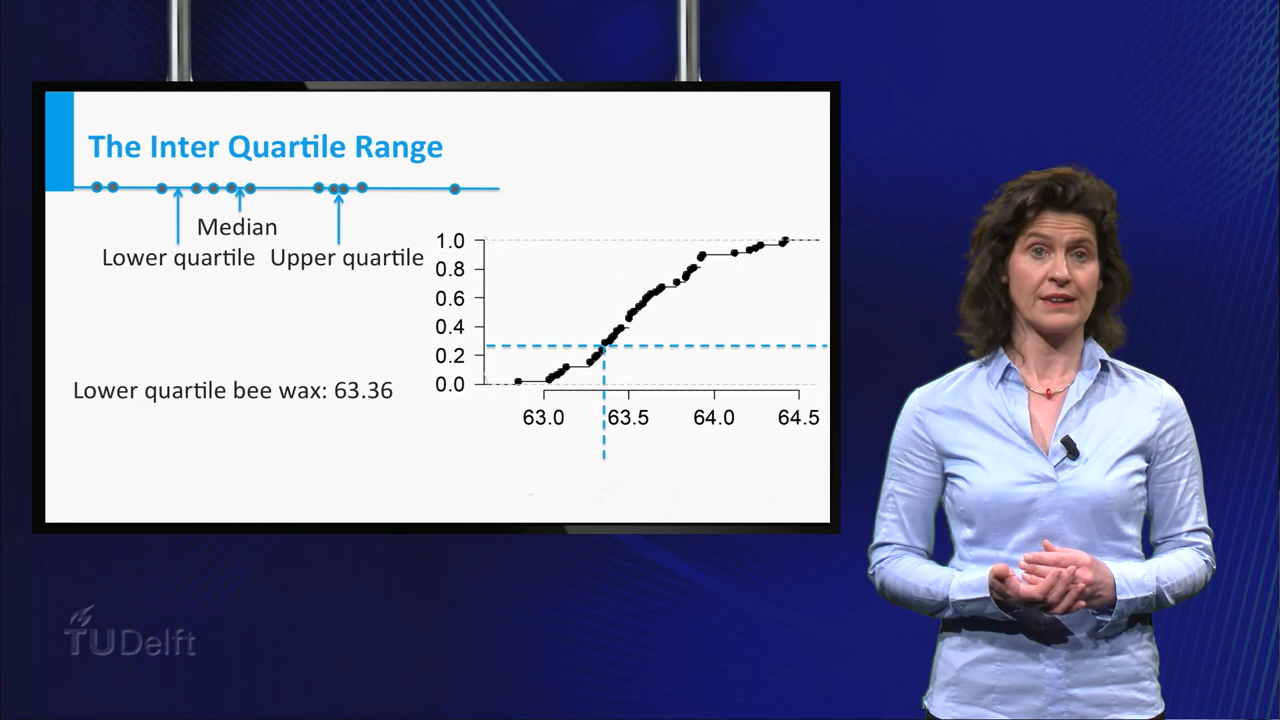 The Inter Quartile Range
Median
Lower quartile Upper quartile
1.0
0.8
0.6
0.4
0.2
0.0
63.0 63.5 64.0 64.5
Lower quartile bee wax: 63.36
TUDelft